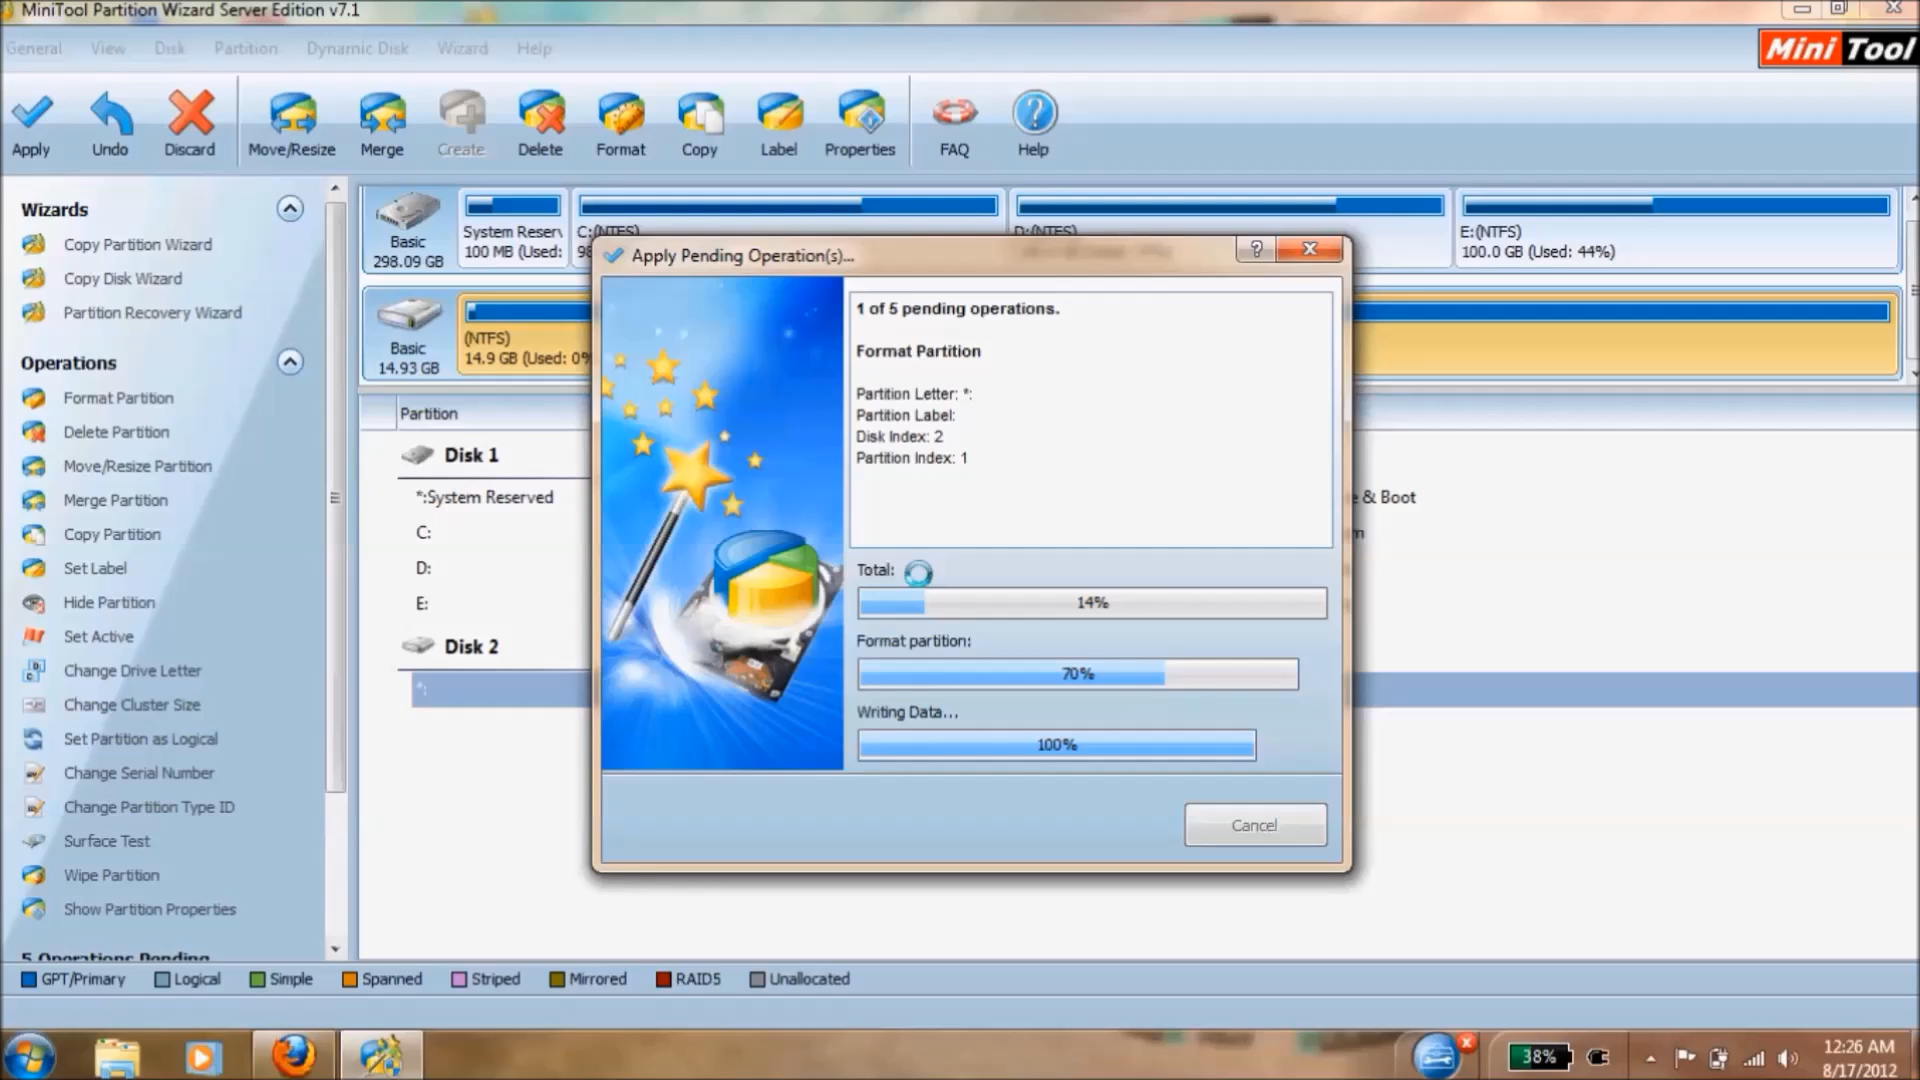 MiniTool Partition Wizard Server Edition v7.1
General View Disk Partition Dynamic Disk Wizard Help
Mini Tool
Apply Undo Discard Move/Resize Merge Create Delete Format Copy Label Properties FAQ Help
Wizards
Copy Partition Wizard
Copy Disk Wizard
Partition Recovery Wizard
Operations
Format Partition
Delete Partition
Move/Resize Partition
Merge Partition
Copy Partition
Set Label
Hide Partition
Set Active
Change Drive Letter
Change Cluster Size
Set Partition as Logical
Change Serial Number
Change Partition Type ID
Surface Test
Wipe Partition
Show Partition Properties
5 Operations Pending
Basic
298.09 GB
System Reserv
100 MB (Used:
C:(NTFS)
D:(NTFS)
E:(NTFS)
100.0 GB (Used: 44%)
Basic
14.93 GB
(NTFS)
14.9 GB (Used: 0%
Partition
Disk 1
*:System Reserved
e & Boot
C:
D:
E:
Disk 2
*:
Apply Pending Operation(s)...
1 of 5 pending operations.
Format Partition
Partition Letter: *:
Partition Label:
Disk Index: 2
Partition Index: 1
Total:
14%
Format partition:
70%
Writing Data...
100%
Cancel
GPT/Primary Logical Simple Spanned Striped Mirrored RAID5 Unallocated
38%
12:26 AM
8/17/2012